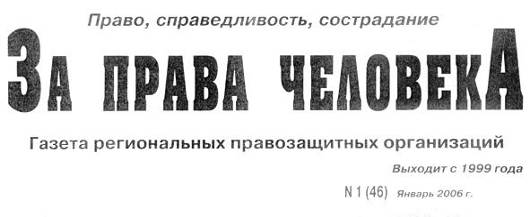 Право, справедливость, сострадание
За права человекА
Газета региональных правозащитных организаций
Выходит с 1999 года
N 1 (46) Январь 2006 г.